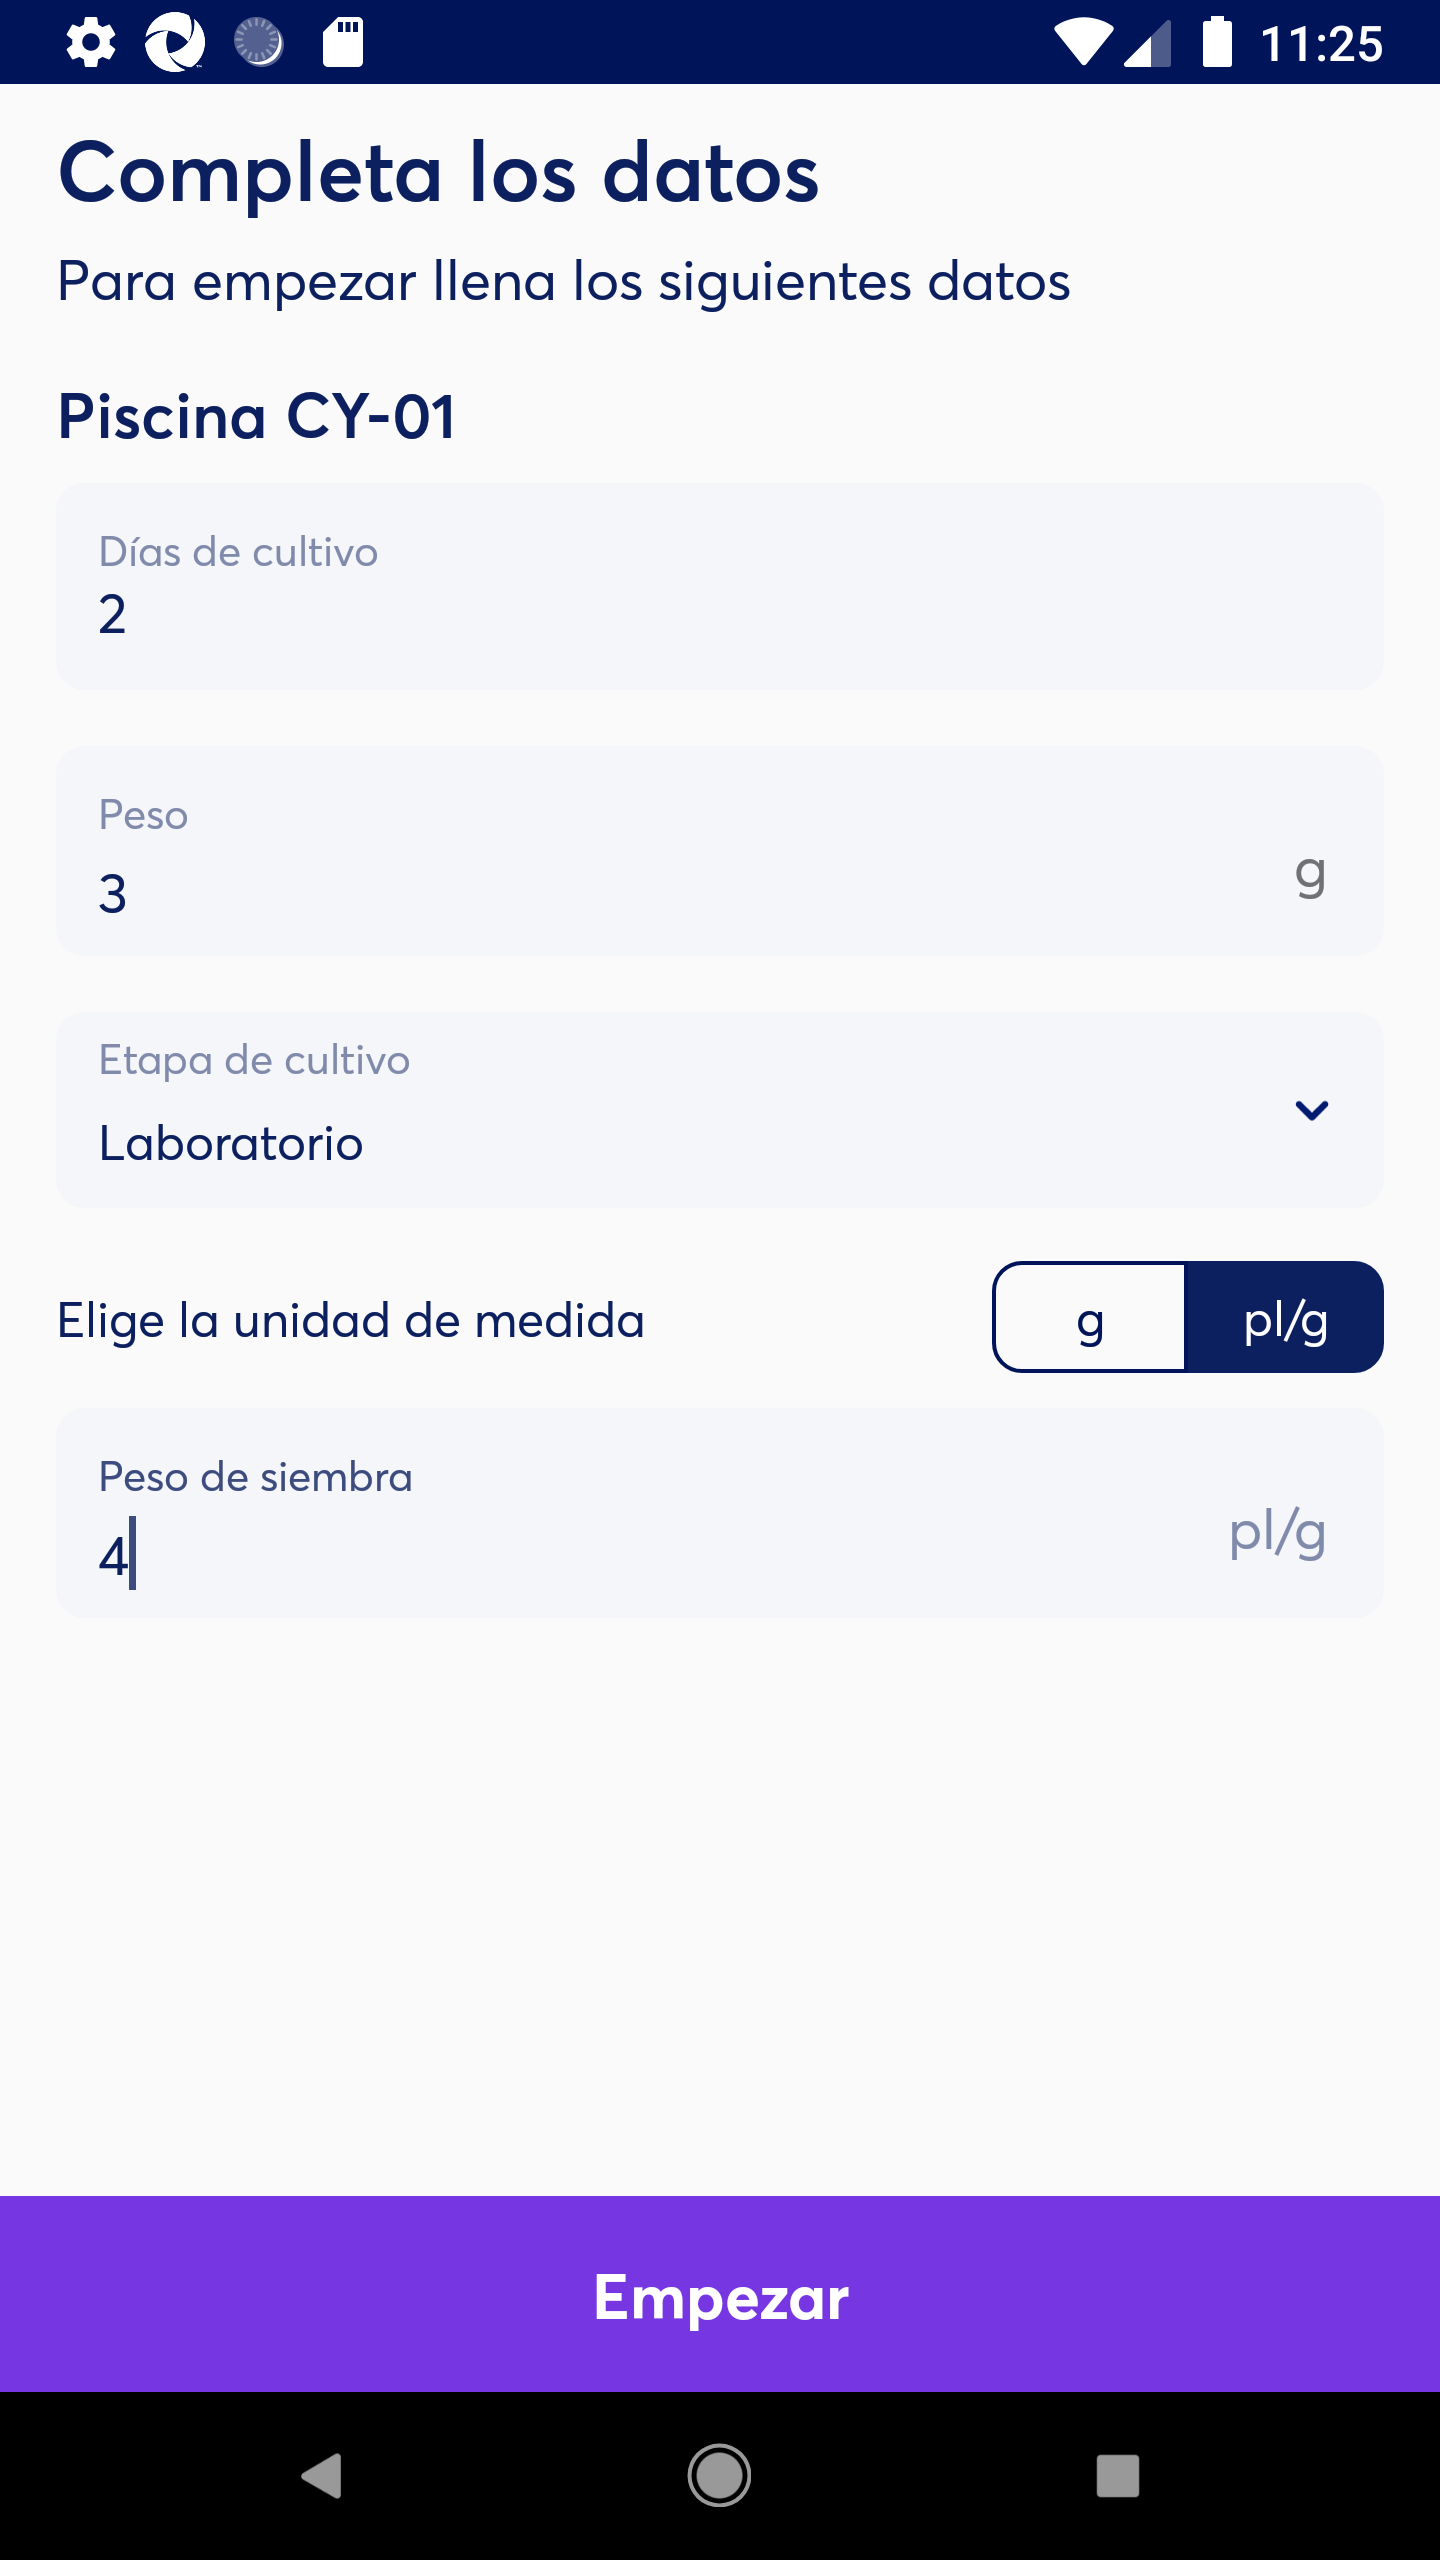 11:25
Completa los datos
Para empezar llena los siguientes datos
Piscina CY-01
Días de cultivo
2
Peso
3
g
Etapa de cultivo
Laboratorio
Elige la unidad de medida
g
pl/g
Peso de siembra
4
pl/g
Empezar